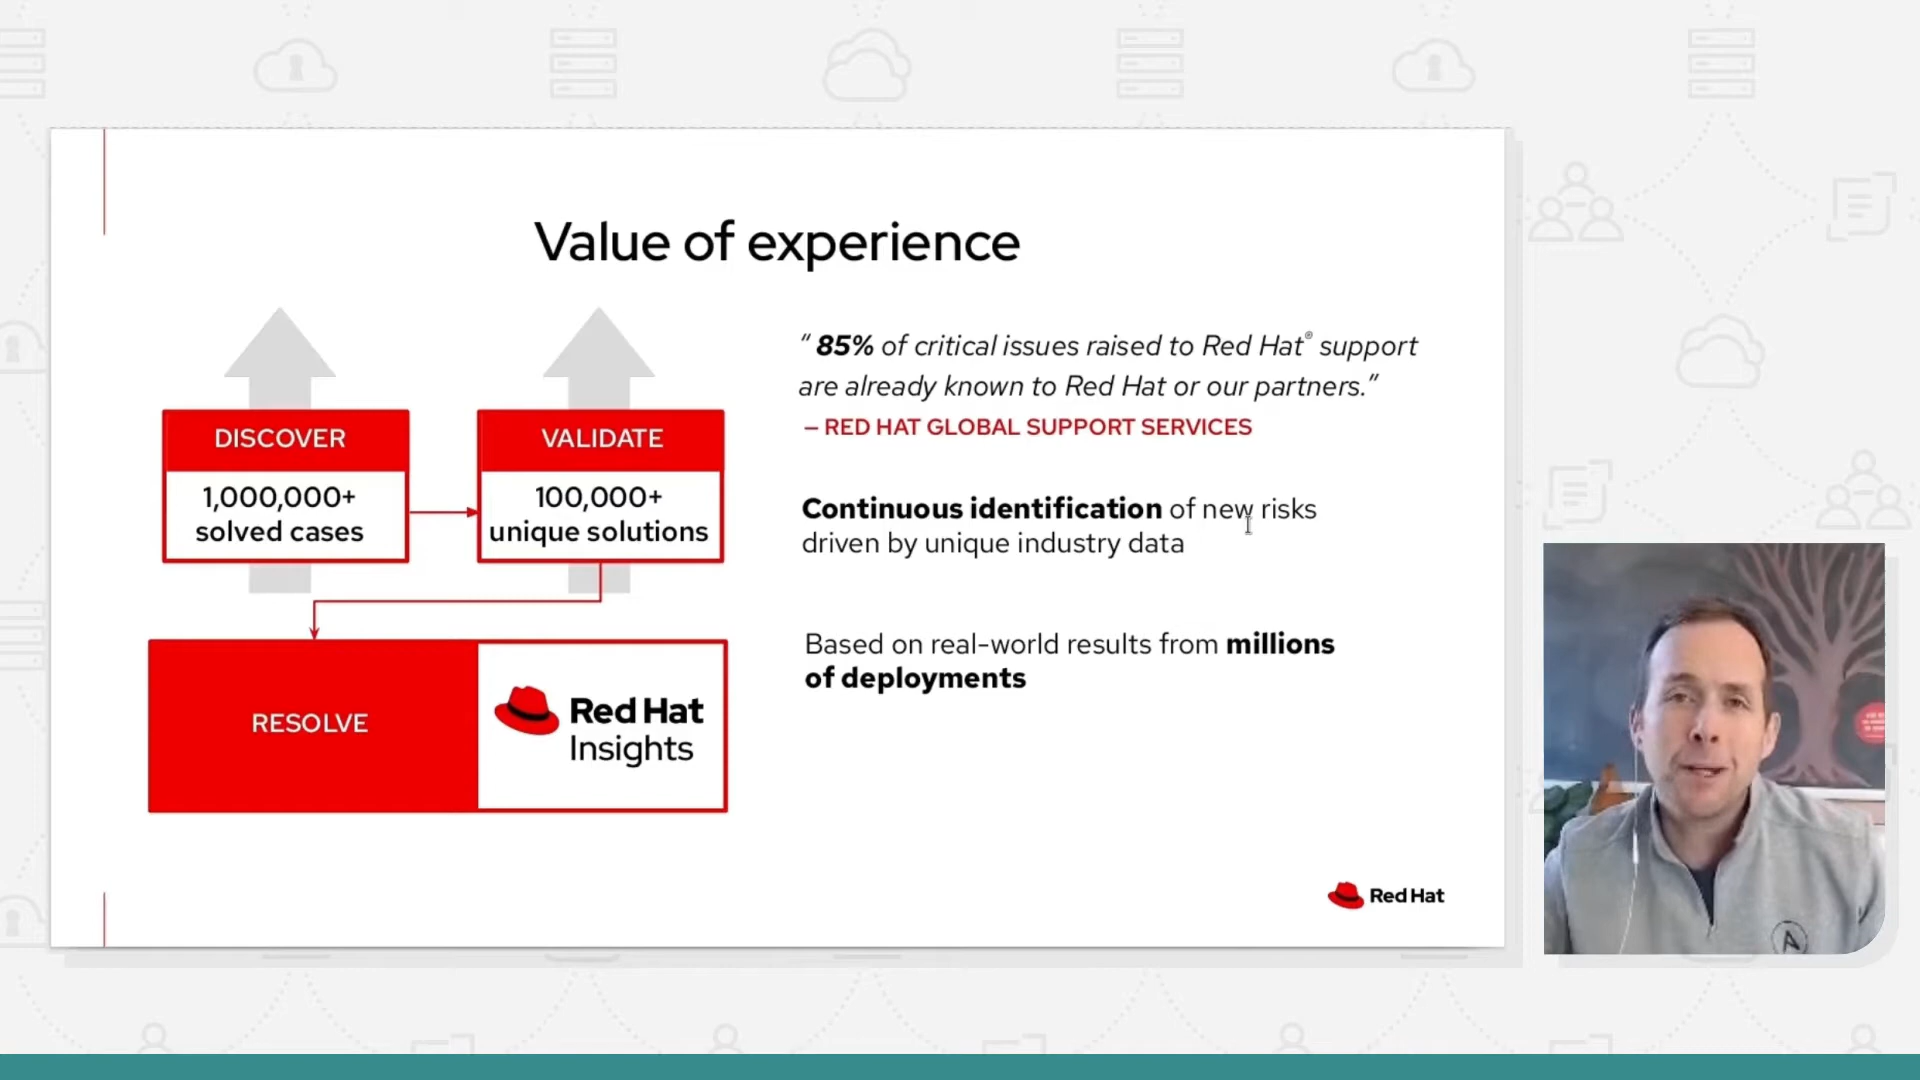 Value of experience
DISCOVER
1,000,000+
solved cases
VALIDATE
100,000+
unique solutions
RESOLVE
Red Hat
Insights
“ 85% of critical issues raised to Red Hat® support
are already known to Red Hat or our partners.”
– RED HAT GLOBAL SUPPORT SERVICES
Continuous identification of new risks
driven by unique industry data
Based on real-world results from millions
of deployments
Red Hat
A